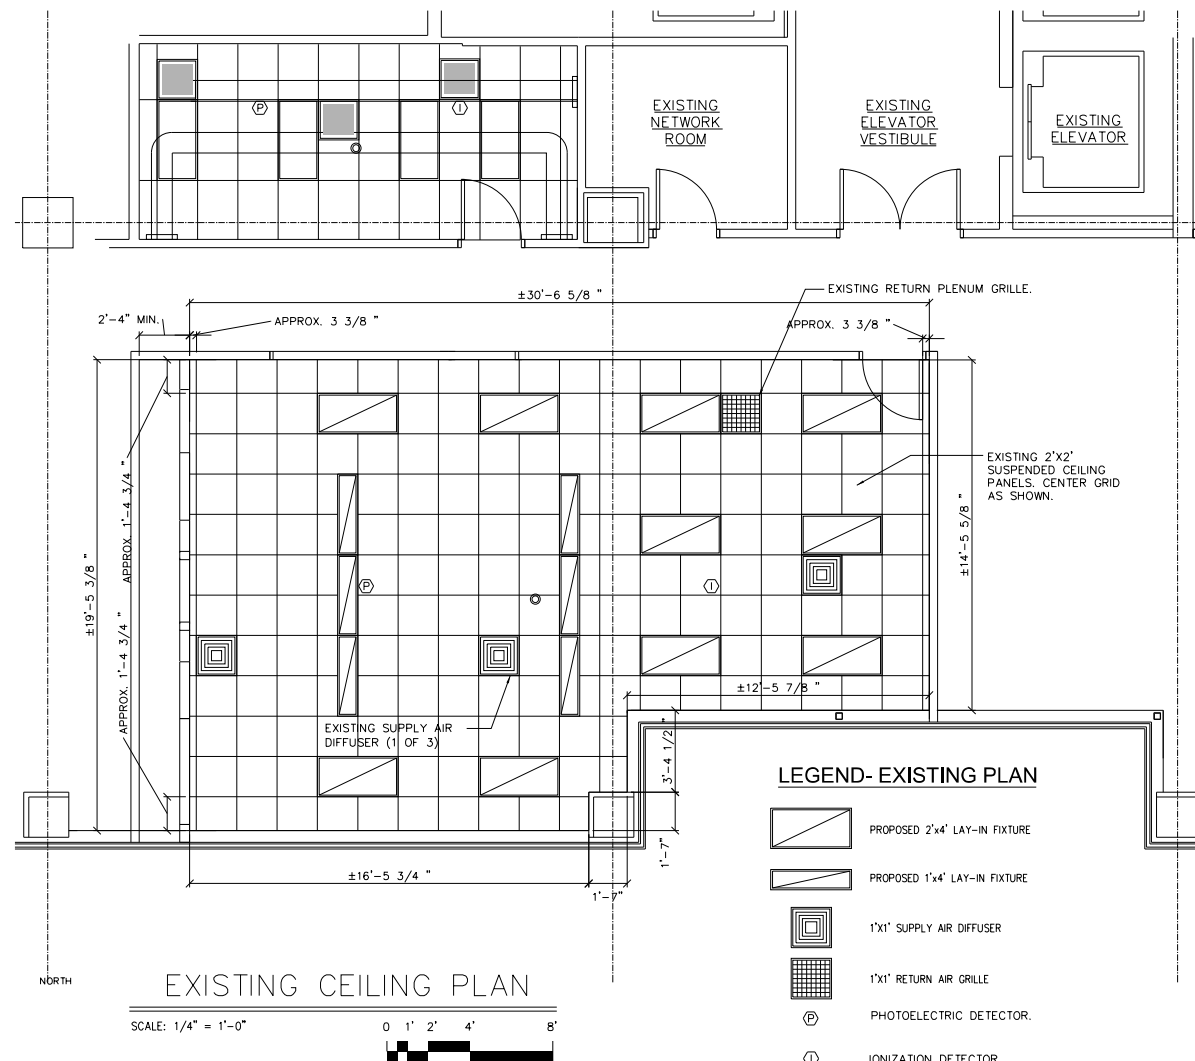 EXISTING
NETWORK
ROOM
EXISTING
ELEVATOR
VESTIBULE
EXISTING
ELEVATOR
P
I
±30'-6 5/8 "
EXISTING RETURN PLENUM GRILLE.
2'-4" MIN.
APPROX. 3 3/8 "
APPROX. 3 3/8 "
EXISTING 2'X2'
SUSPENDED CEILING
PANELS. CENTER GRID
AS SHOWN.
APPROX. 1'-4 3/4 "
±19'-5 3/8 "
±14'-5 5/8 "
P
I
APPROX. 1'-4 3/4 "
±12'-5 7/8 "
EXISTING SUPPLY AIR
DIFFUSER (1 OF 3)
3'-4 1/2"
1'-7"
±16'-5 3/4 "
1'-7"
LEGEND- EXISTING PLAN
PROPOSED 2'x4' LAY-IN FIXTURE
PROPOSED 1'x4' LAY-IN FIXTURE
1'X1' SUPPLY AIR DIFFUSER
1'X1' RETURN AIR GRILLE
P PHOTOELECTRIC DETECTOR.
I IONIZATION DETECTOR
NORTH
EXISTING CEILING PLAN
SCALE: 1/4" = 1'-0"
0 1' 2' 4' 8'